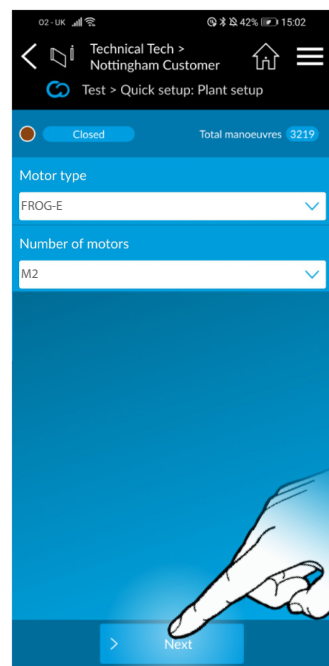 O2-UK 42% 15:02
Technical Tech >
Nottingham Customer
Test > Quick setup: Plant setup
Closed Total manoeuvres 3219
Motor type
FROG-E
Number of motors
M2
> Next